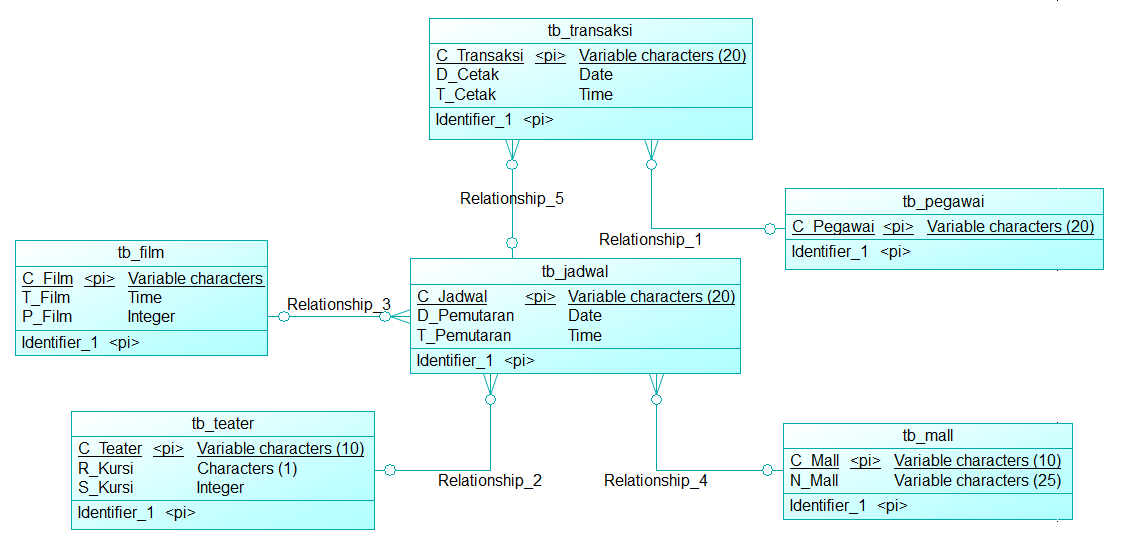 tb_transaksi
C_Transaksi <pi> Variable characters (20)
D_Cetak Date
T_Cetak Time
Identifier_1 <pi>
Relationship_5
Relationship_1
tb_pegawai
C_Pegawai <pi> Variable characters (20)
Identifier_1 <pi>
tb_film
C_Film <pi> Variable characters
T_Film Time
P_Film Integer
Identifier_1 <pi>
Relationship_3
tb_jadwal
C_Jadwal <pi> Variable characters (20)
D_Pemutaran Date
T_Pemutaran Time
Identifier_1 <pi>
tb_teater
C_Teater <pi> Variable characters (10)
R_Kursi Characters (1)
S_Kursi Integer
Identifier_1 <pi>
Relationship_2
Relationship_4
tb_mall
C_Mall <pi> Variable characters (10)
N_Mall Variable characters (25)
Identifier_1 <pi>